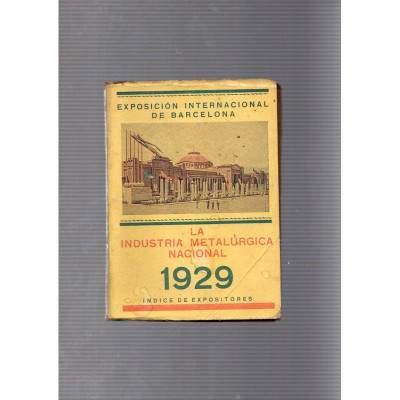 EXPOSICIÓN INTERNACIONAL
DE BARCELONA
LA
INDUSTRIA METALÚRGICA
NACIONAL
1929
ÍNDICE DE EXPOSITORES